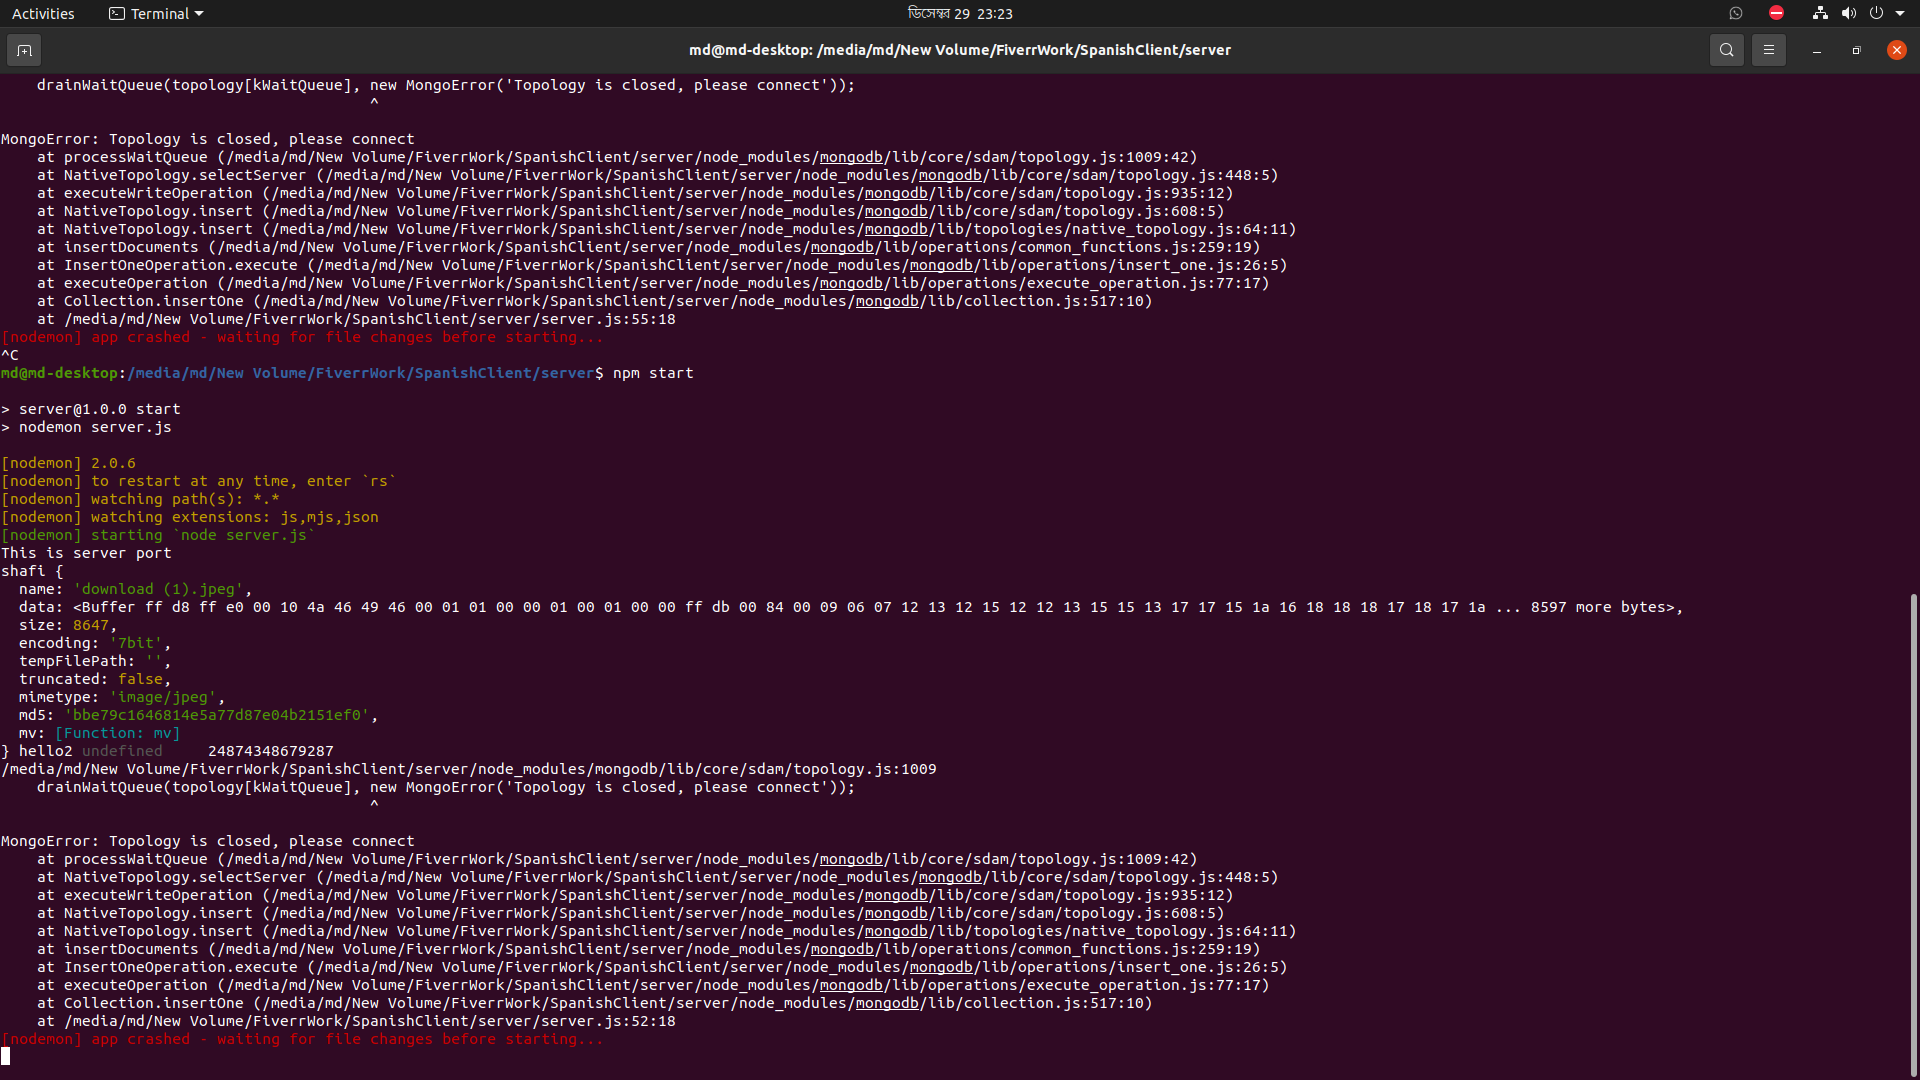 Activities
Terminal
ডিসেম্বর 29 23:23
md@md-desktop: /media/md/New Volume/FiverrWork/SpanishClient/server
    drainWaitQueue(topology[kWaitQueue], new MongoError('Topology is closed, please connect'));
                                         ^
MongoError: Topology is closed, please connect
    at processWaitQueue (/media/md/New Volume/FiverrWork/SpanishClient/server/node_modules/mongodb/lib/core/sdam/topology.js:1009:42)
    at NativeTopology.selectServer (/media/md/New Volume/FiverrWork/SpanishClient/server/node_modules/mongodb/lib/core/sdam/topology.js:448:5)
    at executeWriteOperation (/media/md/New Volume/FiverrWork/SpanishClient/server/node_modules/mongodb/lib/core/sdam/topology.js:935:12)
    at NativeTopology.insert (/media/md/New Volume/FiverrWork/SpanishClient/server/node_modules/mongodb/lib/core/sdam/topology.js:608:5)
    at NativeTopology.insert (/media/md/New Volume/FiverrWork/SpanishClient/server/node_modules/mongodb/lib/topologies/native_topology.js:64:11)
    at insertDocuments (/media/md/New Volume/FiverrWork/SpanishClient/server/node_modules/mongodb/lib/operations/common_functions.js:259:19)
    at InsertOneOperation.execute (/media/md/New Volume/FiverrWork/SpanishClient/server/node_modules/mongodb/lib/operations/insert_one.js:26:5)
    at executeOperation (/media/md/New Volume/FiverrWork/SpanishClient/server/node_modules/mongodb/lib/operations/execute_operation.js:77:17)
    at Collection.insertOne (/media/md/New Volume/FiverrWork/SpanishClient/server/node_modules/mongodb/lib/collection.js:517:10)
    at /media/md/New Volume/FiverrWork/SpanishClient/server/server.js:55:18
[nodemon] app crashed - waiting for file changes before starting...
^C
md@md-desktop:/media/md/New Volume/FiverrWork/SpanishClient/server$ npm start
> server@1.0.0 start
> nodemon server.js
[nodemon] 2.0.6
[nodemon] to restart at any time, enter `rs`
[nodemon] watching path(s): *.*
[nodemon] watching extensions: js,mjs,json
[nodemon] starting `node server.js`
This is server port
shafi {
  name: 'download (1).jpeg',
  data: <Buffer ff d8 ff e0 00 10 4a 46 49 46 00 01 01 00 00 01 00 01 00 00 ff db 00 84 00 09 06 07 12 13 12 15 12 12 13 15 15 13 17 17 15 1a 16 18 18 18 17 18 17 1a ... 8597 more bytes>,
  size: 8647,
  encoding: '7bit',
  tempFilePath: '',
  truncated: false,
  mimetype: 'image/jpeg',
  md5: 'bbe79c1646814e5a77d87e04b2151ef0',
  mv: [Function: mv]
} hello2 undefined     24874348679287
/media/md/New Volume/FiverrWork/SpanishClient/server/node_modules/mongodb/lib/core/sdam/topology.js:1009
    drainWaitQueue(topology[kWaitQueue], new MongoError('Topology is closed, please connect'));
                                         ^
MongoError: Topology is closed, please connect
    at processWaitQueue (/media/md/New Volume/FiverrWork/SpanishClient/server/node_modules/mongodb/lib/core/sdam/topology.js:1009:42)
    at NativeTopology.selectServer (/media/md/New Volume/FiverrWork/SpanishClient/server/node_modules/mongodb/lib/core/sdam/topology.js:448:5)
    at executeWriteOperation (/media/md/New Volume/FiverrWork/SpanishClient/server/node_modules/mongodb/lib/core/sdam/topology.js:935:12)
    at NativeTopology.insert (/media/md/New Volume/FiverrWork/SpanishClient/server/node_modules/mongodb/lib/core/sdam/topology.js:608:5)
    at NativeTopology.insert (/media/md/New Volume/FiverrWork/SpanishClient/server/node_modules/mongodb/lib/topologies/native_topology.js:64:11)
    at insertDocuments (/media/md/New Volume/FiverrWork/SpanishClient/server/node_modules/mongodb/lib/operations/common_functions.js:259:19)
    at InsertOneOperation.execute (/media/md/New Volume/FiverrWork/SpanishClient/server/node_modules/mongodb/lib/operations/insert_one.js:26:5)
    at executeOperation (/media/md/New Volume/FiverrWork/SpanishClient/server/node_modules/mongodb/lib/operations/execute_operation.js:77:17)
    at Collection.insertOne (/media/md/New Volume/FiverrWork/SpanishClient/server/node_modules/mongodb/lib/collection.js:517:10)
    at /media/md/New Volume/FiverrWork/SpanishClient/server/server.js:52:18
[nodemon] app crashed - waiting for file changes before starting...